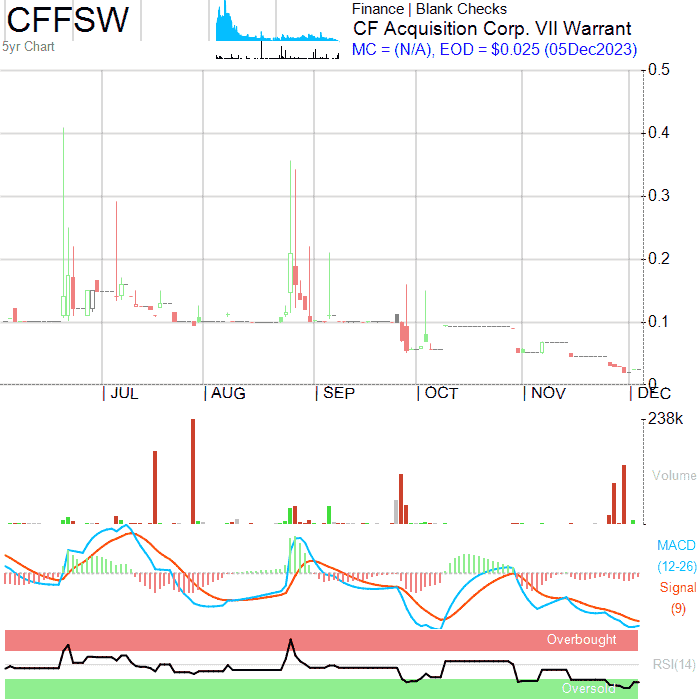 CFFSW
5yr Chart
Finance | Blank Checks
CF Acquisition Corp. VII Warrant
MC = (N/A), EOD = $0.025 (05Dec2023)
0.5
0.4
0.3
0.2
0.1
0
JUL AUG SEP OCT NOV DEC
238k
Volume
MACD
(12-26)
Signal
(9)
Overbought
RSI(14)
Oversold